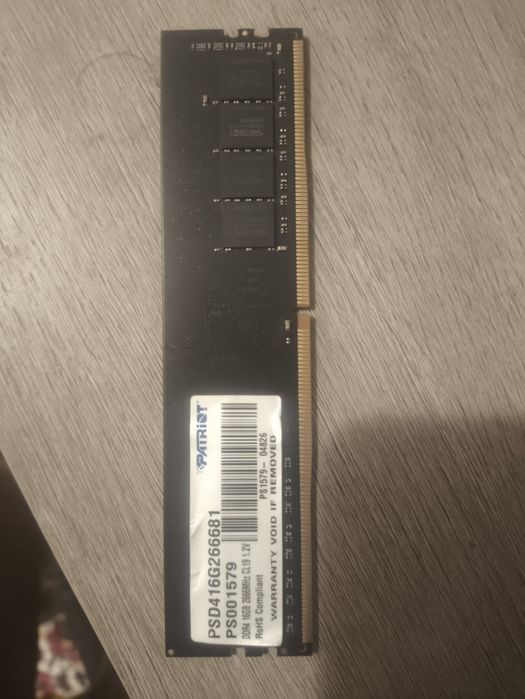 PATRIOT
PS1579- 04826
WARRANTY VOID IF REMOVED
PSD416G266681
PS001579
DDR4 16GB 2666MHz CL19 1.2V
RoHS Compliant